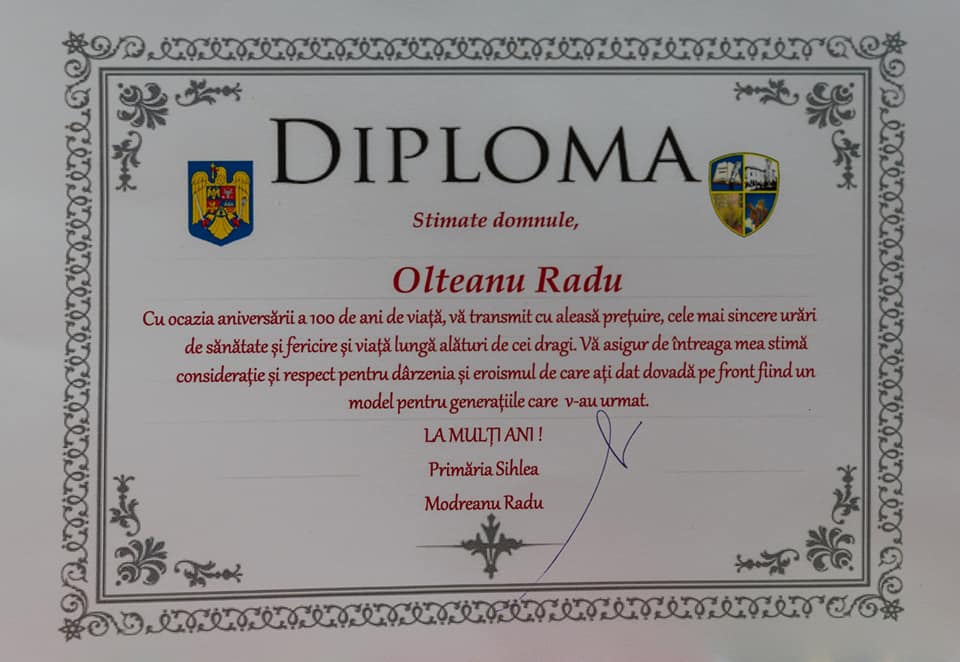 DIPLOMA
Stimate domnule,
Olteanu Radu
Cu ocazia aniversării a 100 de ani de viață, vă transmit cu aleasă prețuire, cele mai sincere urări
de sănătate și fericire și viață lungă alături de cei dragi. Vă asigur de întreaga mea stimă
considerație și respect pentru dârzenia și eroismul de care ați dat dovadă pe front fiind un
model pentru generațiile care v-au urmat.
LA MULȚI ANI !
Primăria Sihlea
Modreanu Radu